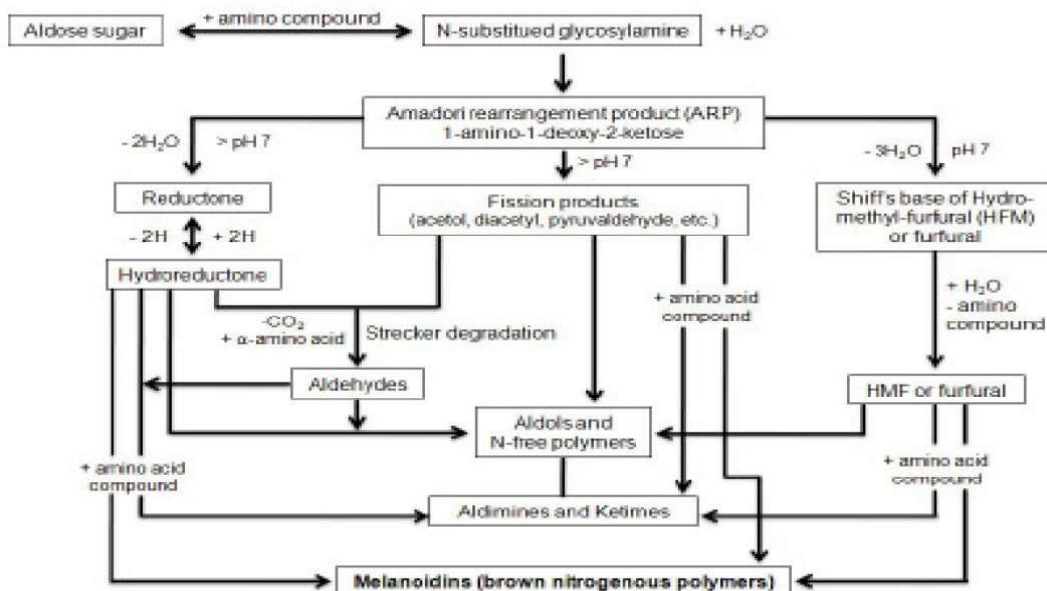 + amino compound
Aldose sugar
N-substitued glycosylamine
+H₂O
Amadori rearrangement product (ARP)
1-amino-1-deoxy-2-ketose
- 2H₂O
> pH 7
> pH 7
- 3H₂O
pH 7
Reductone
Fission products
(acetol, diacetyl, pyruvaldehyde, etc.)
Shiff's base of Hydro-
methyl-furfural (HFM)
or furfural
- 2H
+ 2H
Hydroreductone
+ amino acid
compound
+ H₂O
- amino
compound
-CO₂
+ α-amino acid
Strecker degradation
Aldehydes
HMF or furfural
Aldols and
N-free polymers
+ amino acid
compound
+ amino acid
compound
Aldimines and Ketimes
Melanoidins (brown nitrogenous polymers)